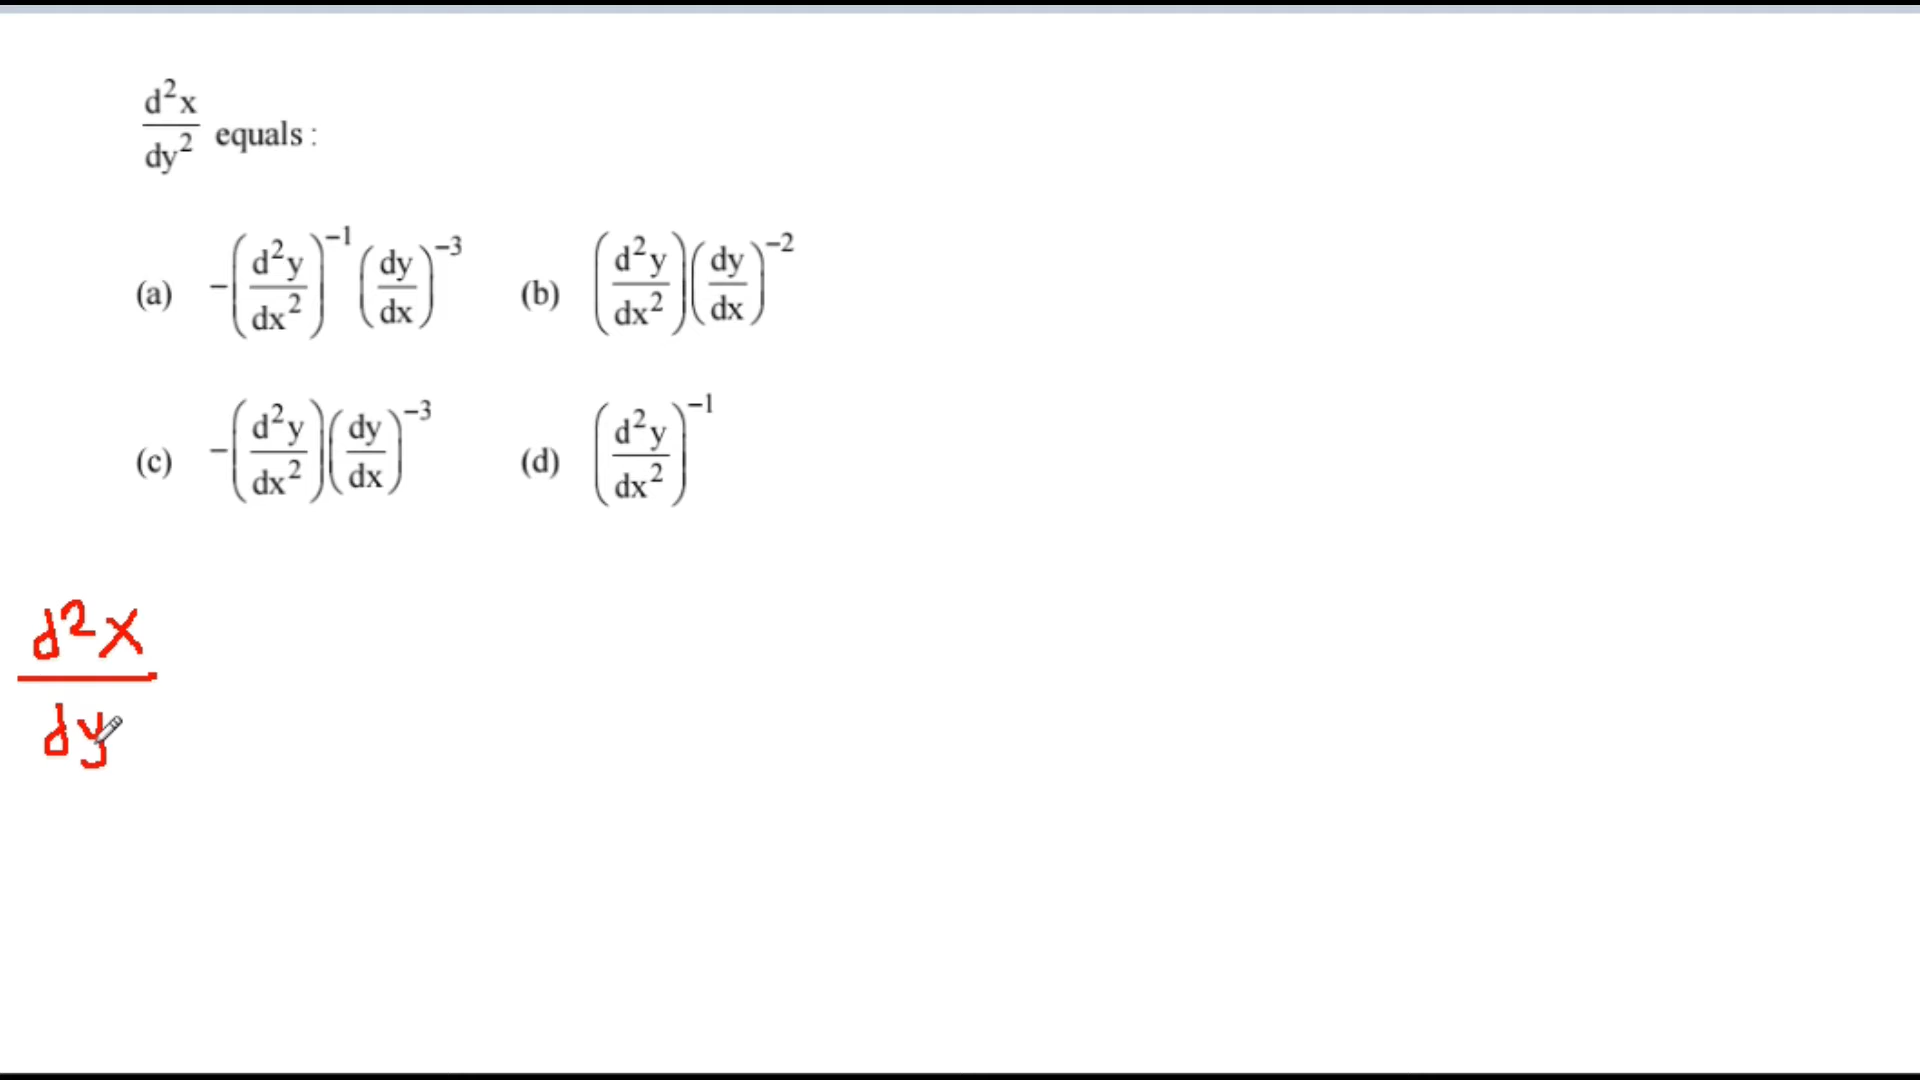 d²x/dy² equals :
(a) −(d²y/dx²)⁻¹ (dy/dx)⁻³ (b) (d²y/dx²)(dy/dx)⁻²
(c) −(d²y/dx²)(dy/dx)⁻³ (d) (d²y/dx²)⁻¹
d²x
dy